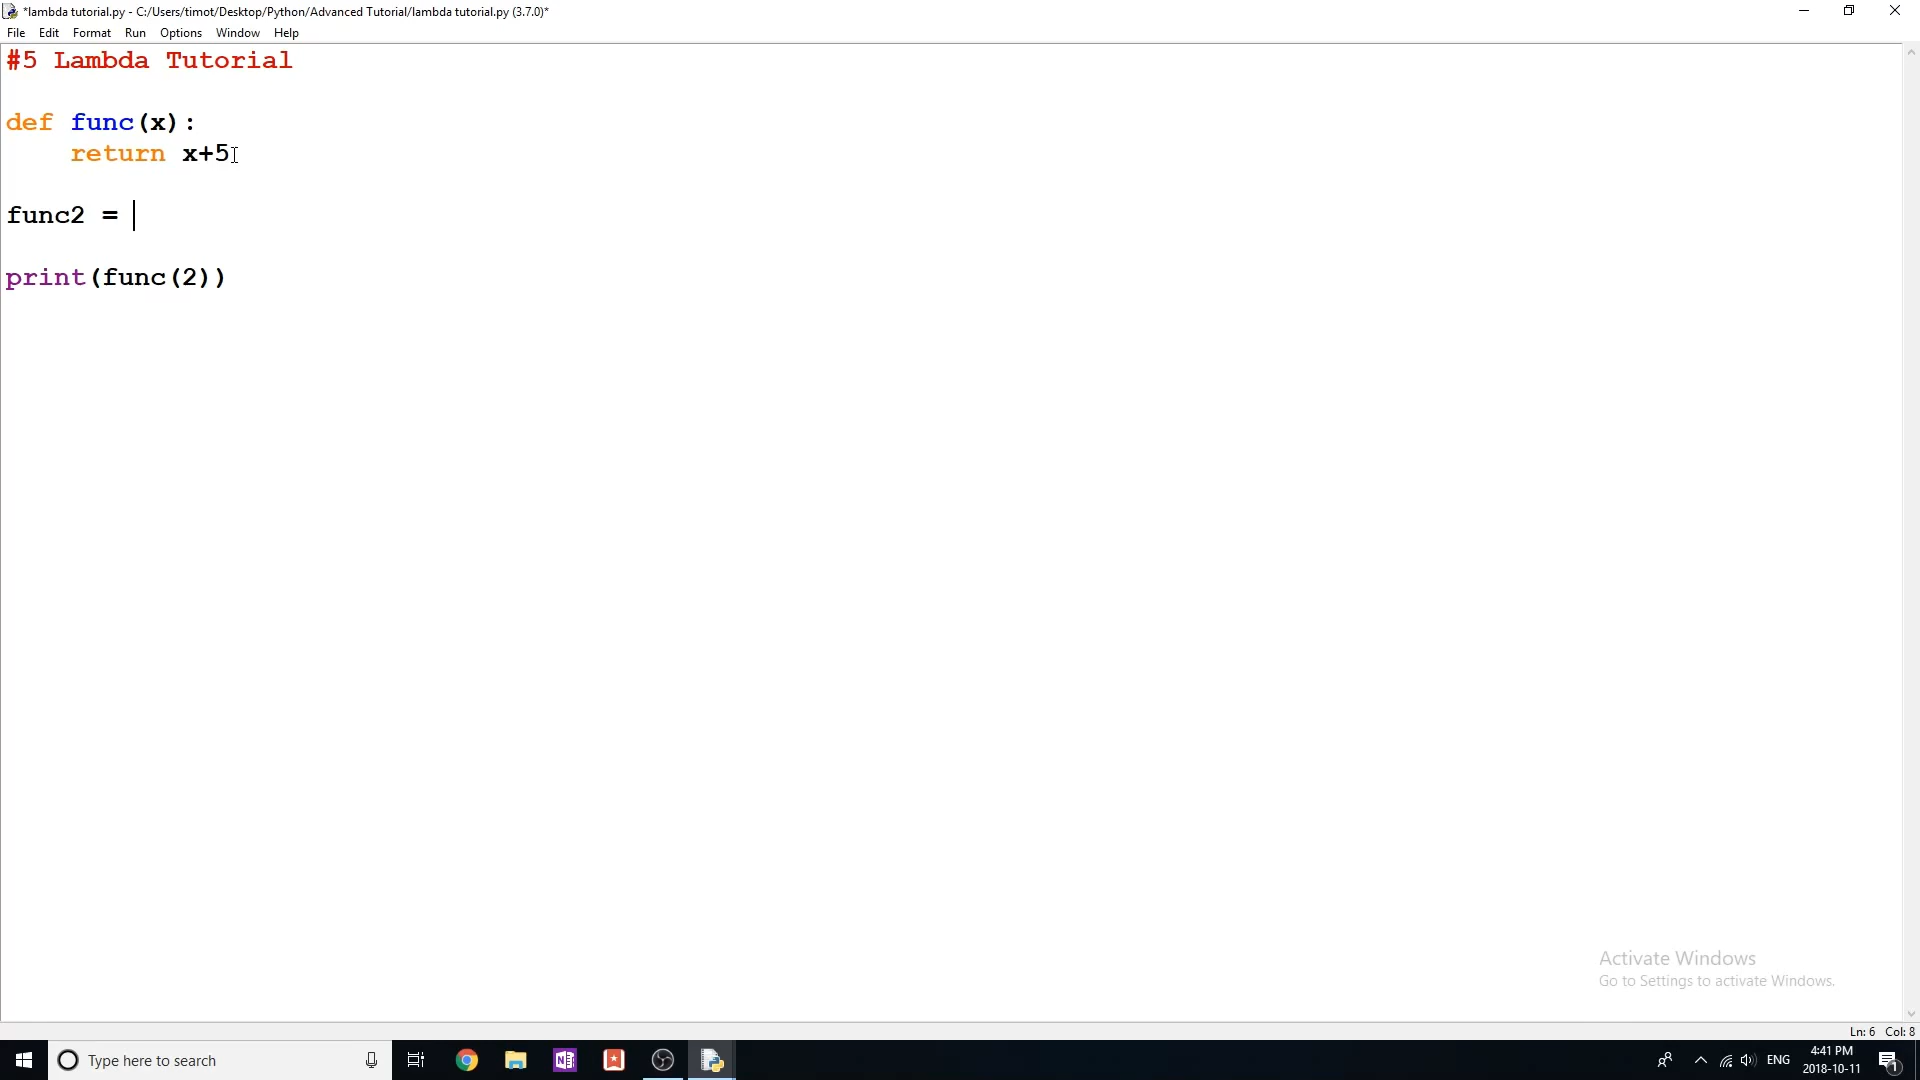 *lambda tutorial.py - C:/Users/timot/Desktop/Python/Advanced Tutorial/lambda tutorial.py (3.7.0)*
File Edit Format Run Options Window Help
#5 Lambda Tutorial
def func(x):
    return x+5
func2 =
print(func(2))
Activate Windows
Go to Settings to activate Windows.
Ln: 6 Col: 8
Type here to search
N
ENG
4:41 PM
2018-10-11
1